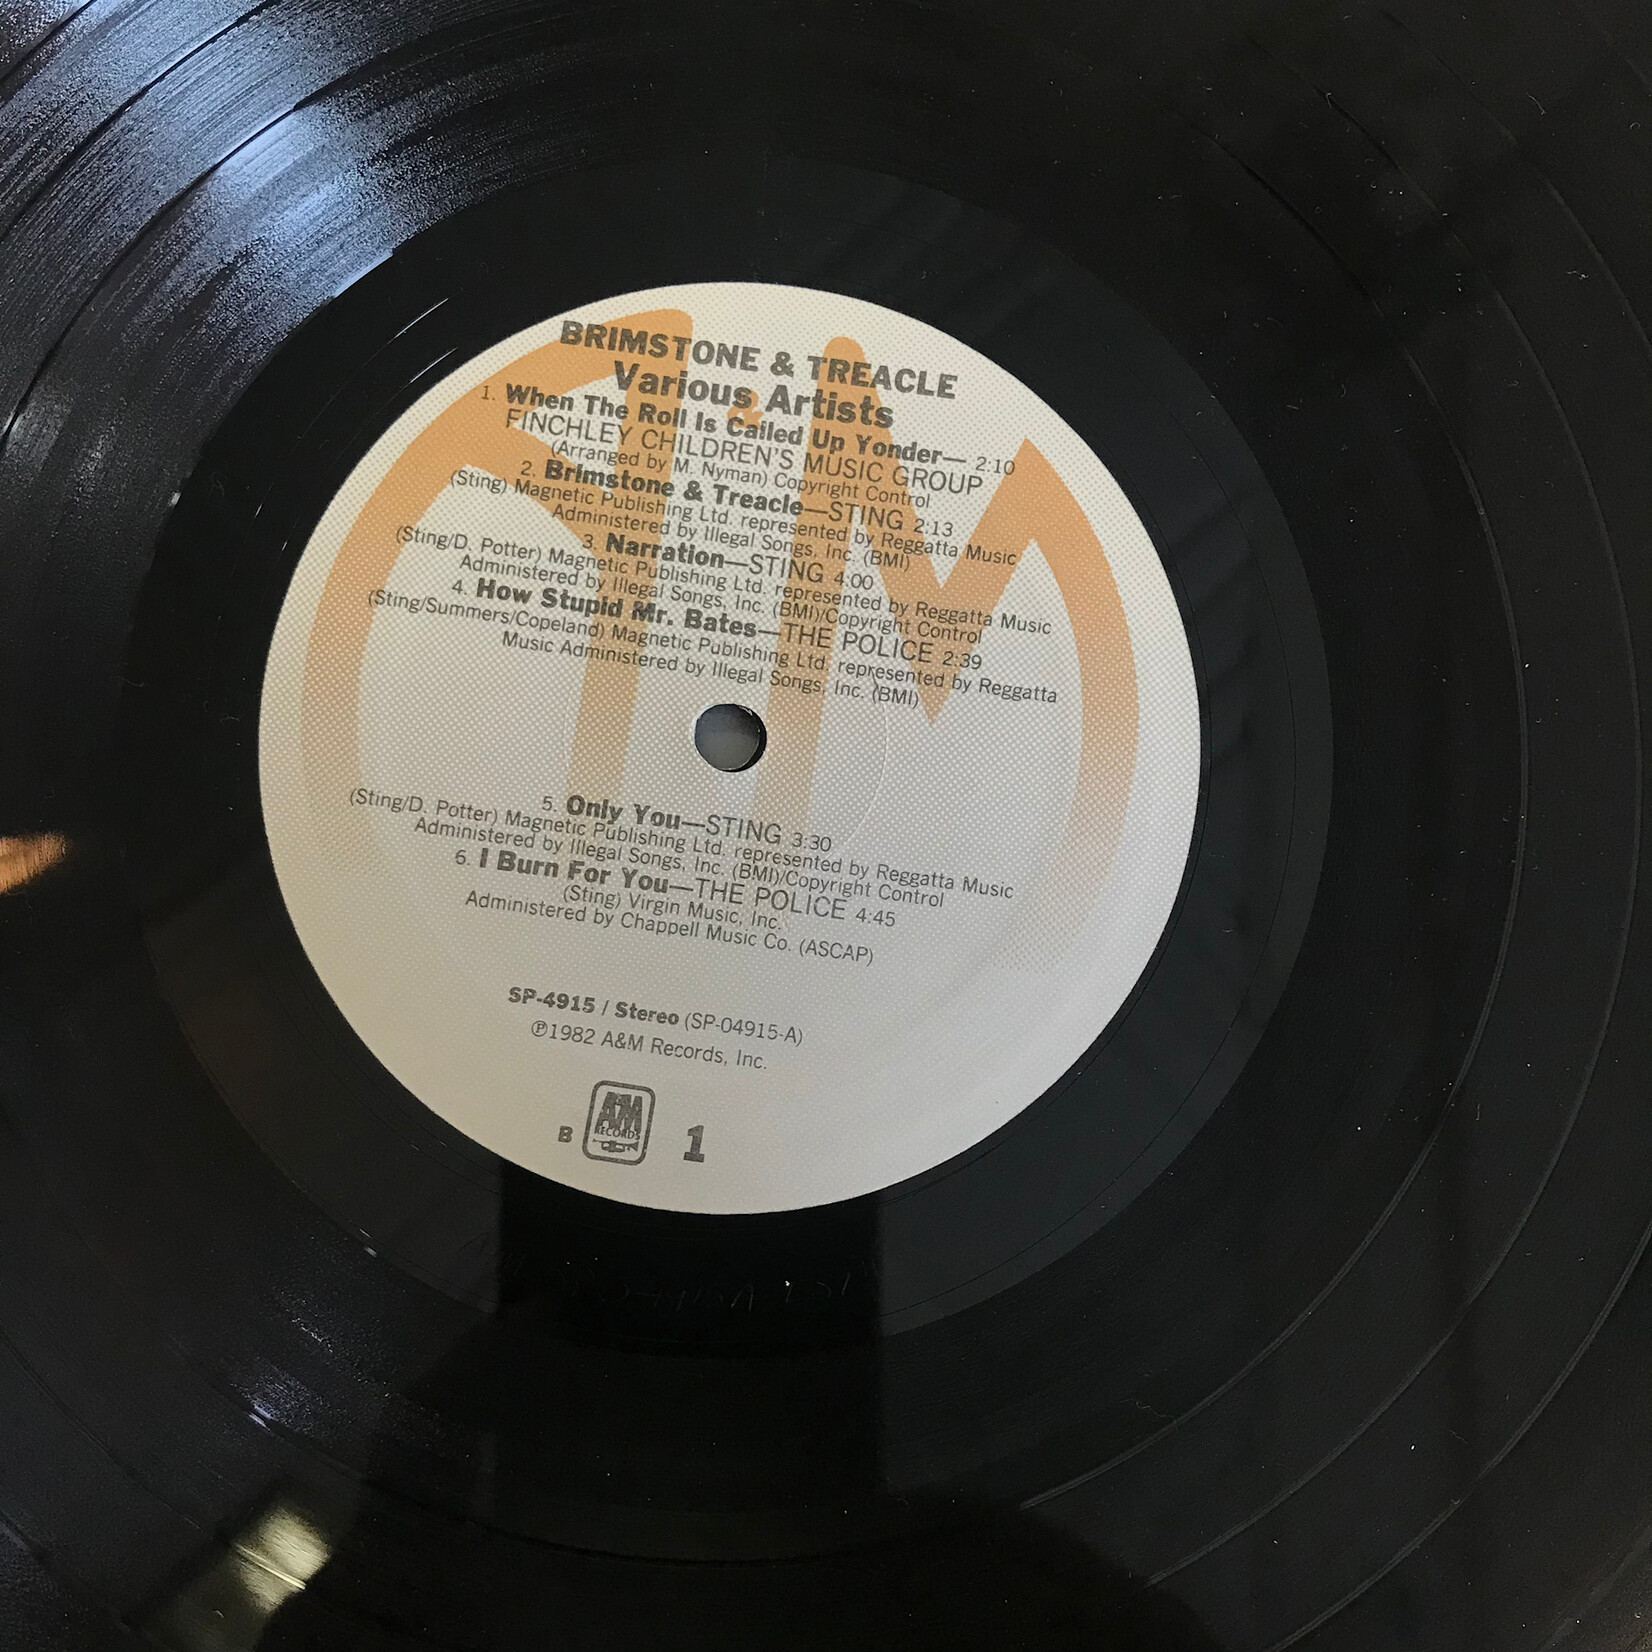 BRIMSTONE & TREACLE
Various Artists
1. When The Roll Is Called Up Yonder— 2:10
FINCHLEY CHILDREN'S MUSIC GROUP
(Arranged by M. Nyman) Copyright Control
2. Brimstone & Treacle—STING 2:13
(Sting) Magnetic Publishing Ltd. represented by Reggatta Music
Administered by Illegal Songs, Inc. (BMI)
3. Narration—STING 4:00
(Sting/D. Potter) Magnetic Publishing Ltd. represented by Reggatta Music
Administered by Illegal Songs, Inc. (BMI)/Copyright Control
4. How Stupid Mr. Bates—THE POLICE 2:39
(Sting/Summers/Copeland) Magnetic Publishing Ltd. represented by Reggatta
Music Administered by Illegal Songs, Inc. (BMI)
5. Only You—STING 3:30
(Sting/D. Potter) Magnetic Publishing Ltd. represented by Reggatta Music
Administered by Illegal Songs, Inc. (BMI)/Copyright Control
6. I Burn For You—THE POLICE 4:45
(Sting) Virgin Music, Inc.
Administered by Chappell Music Co. (ASCAP)
SP-4915 / Stereo (SP-04915-A)
℗1982 A&M Records, Inc.
B A&M RECORDS 1